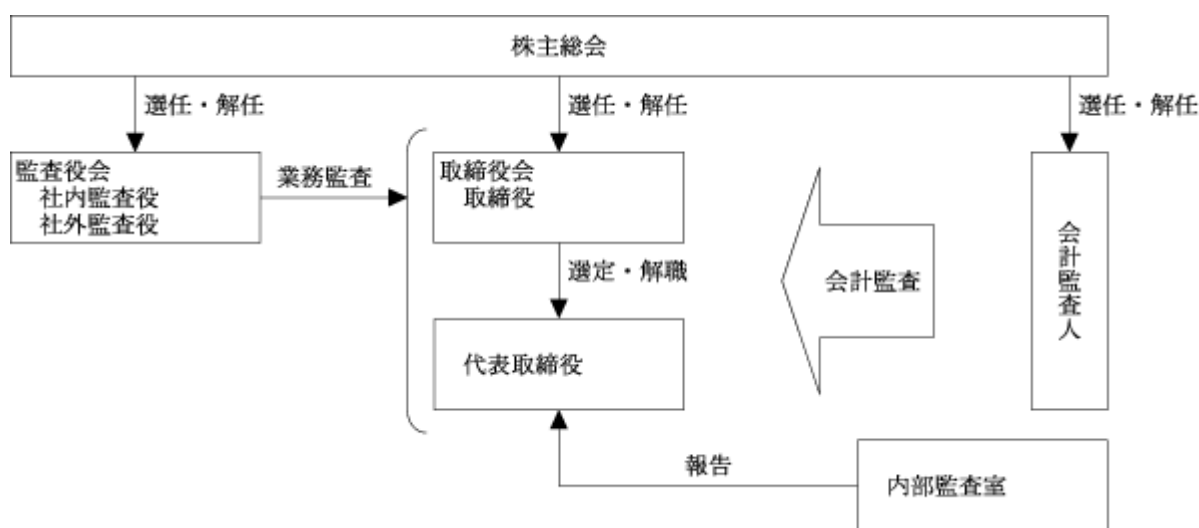 株主総会
選任・解任
選任・解任
選任・解任
監査役会
社内監査役
社外監査役
業務監査
取締役会
取締役
選定・解職
代表取締役
会計監査
会計監査人
報告
内部監査室